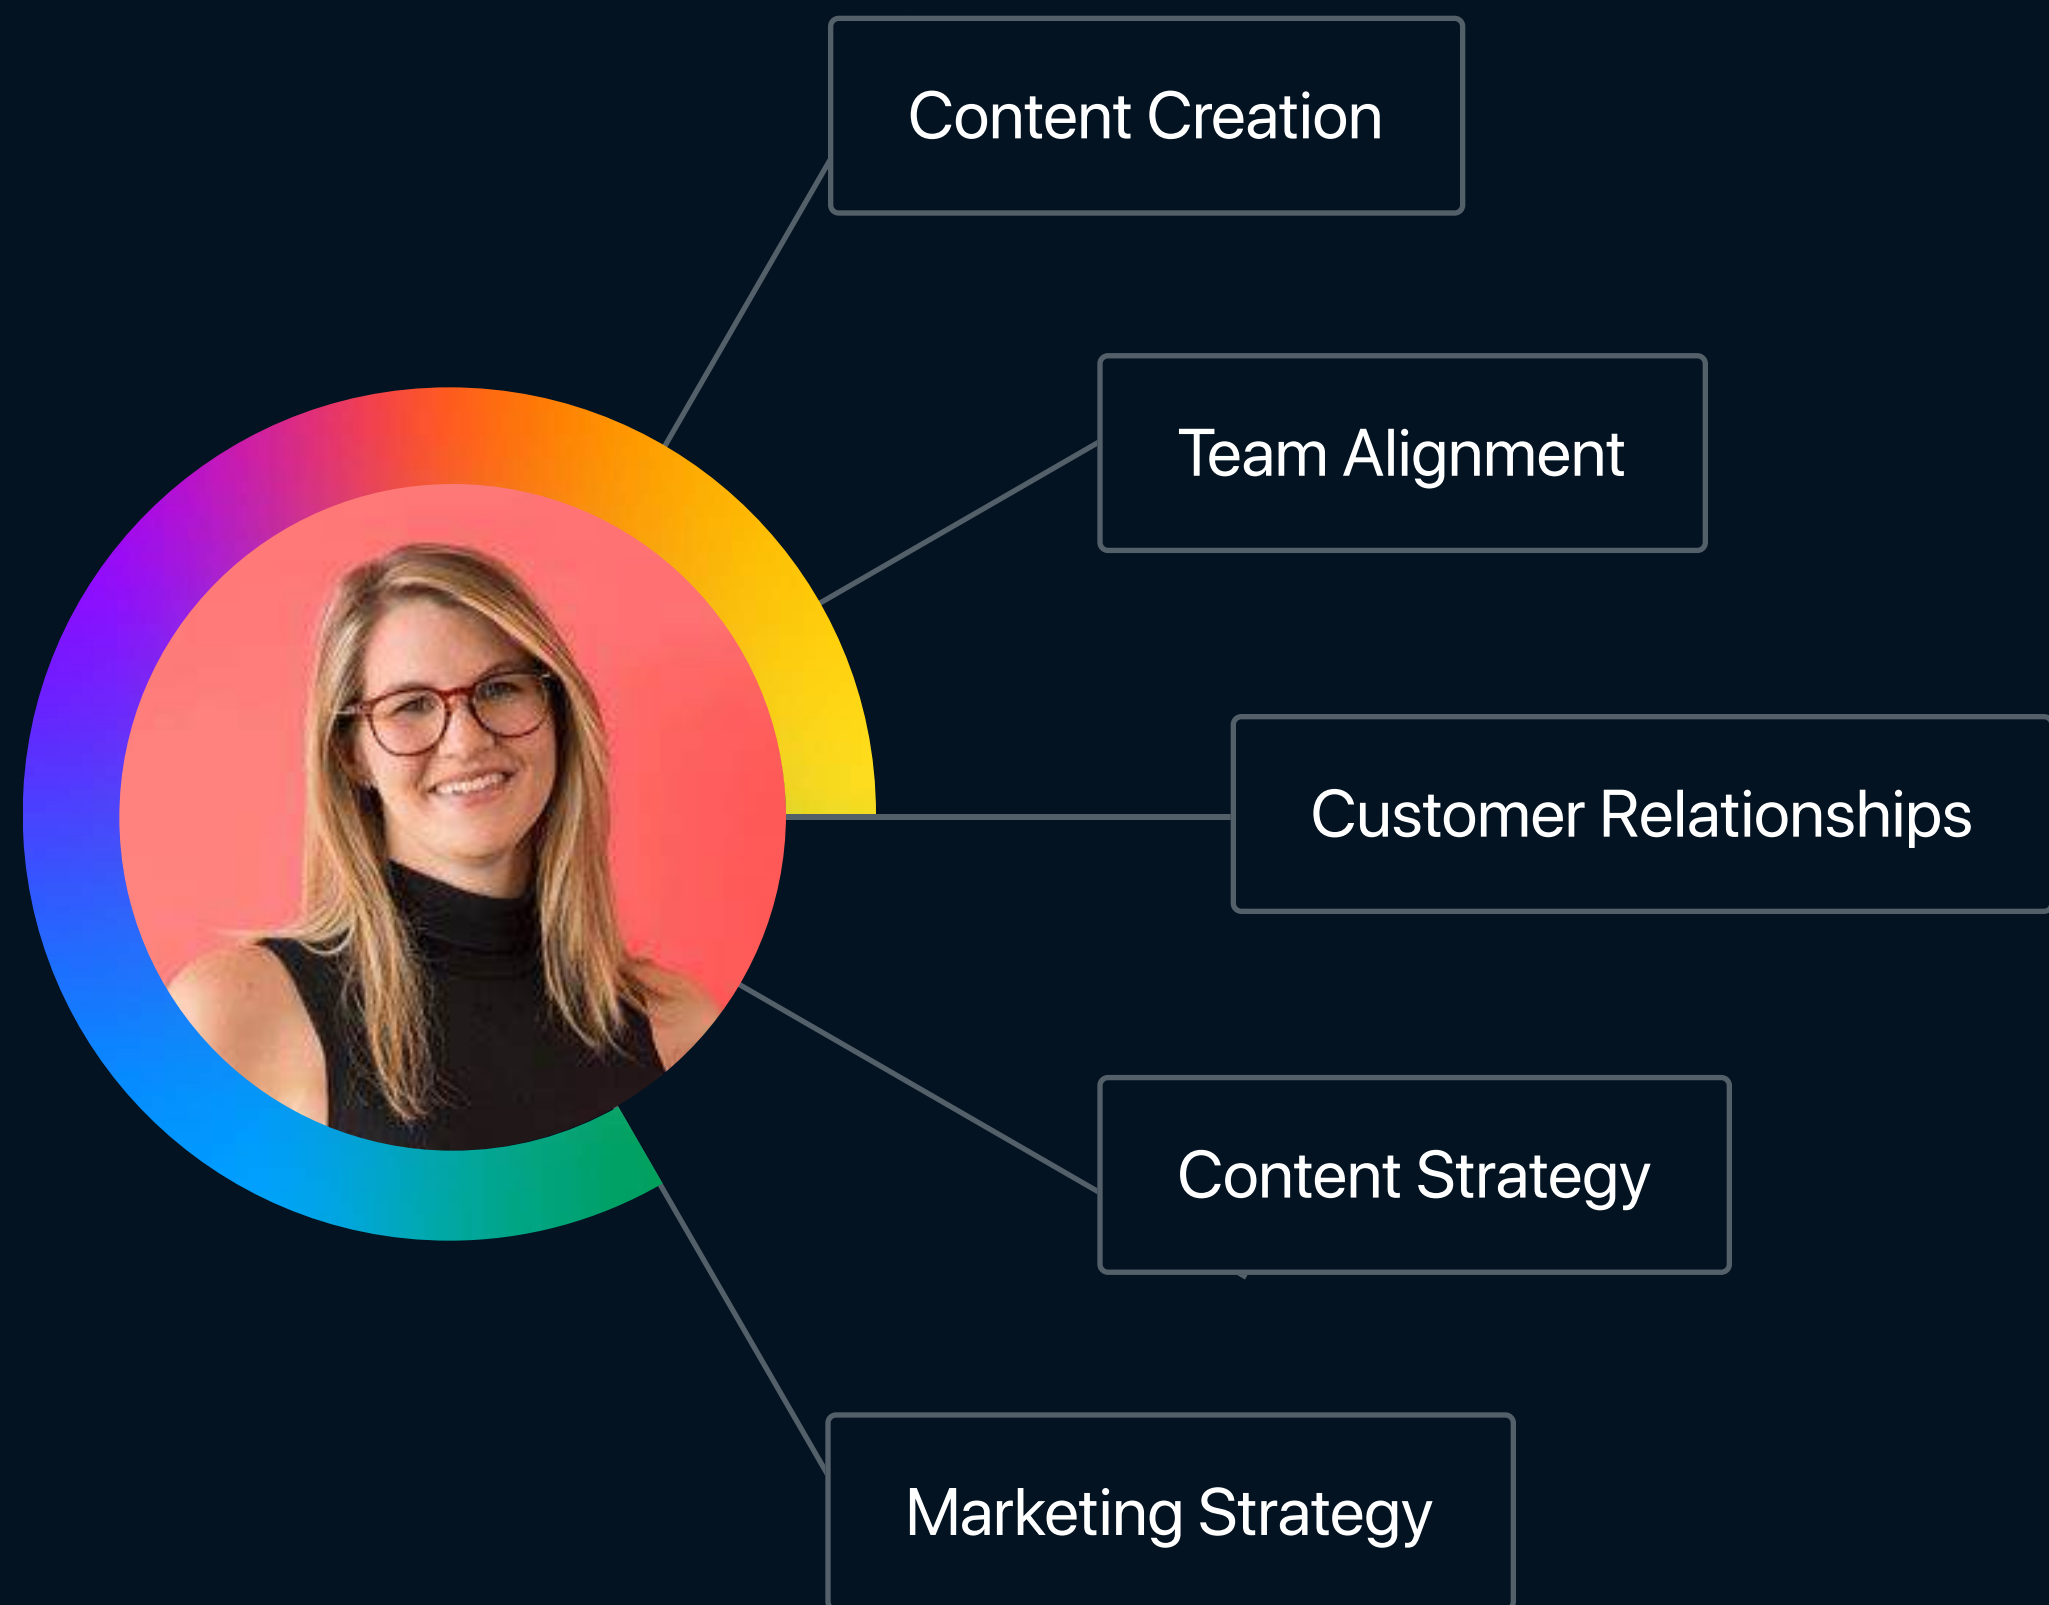 Content Creation
Team Alignment
Customer Relationships
Content Strategy
Marketing Strategy